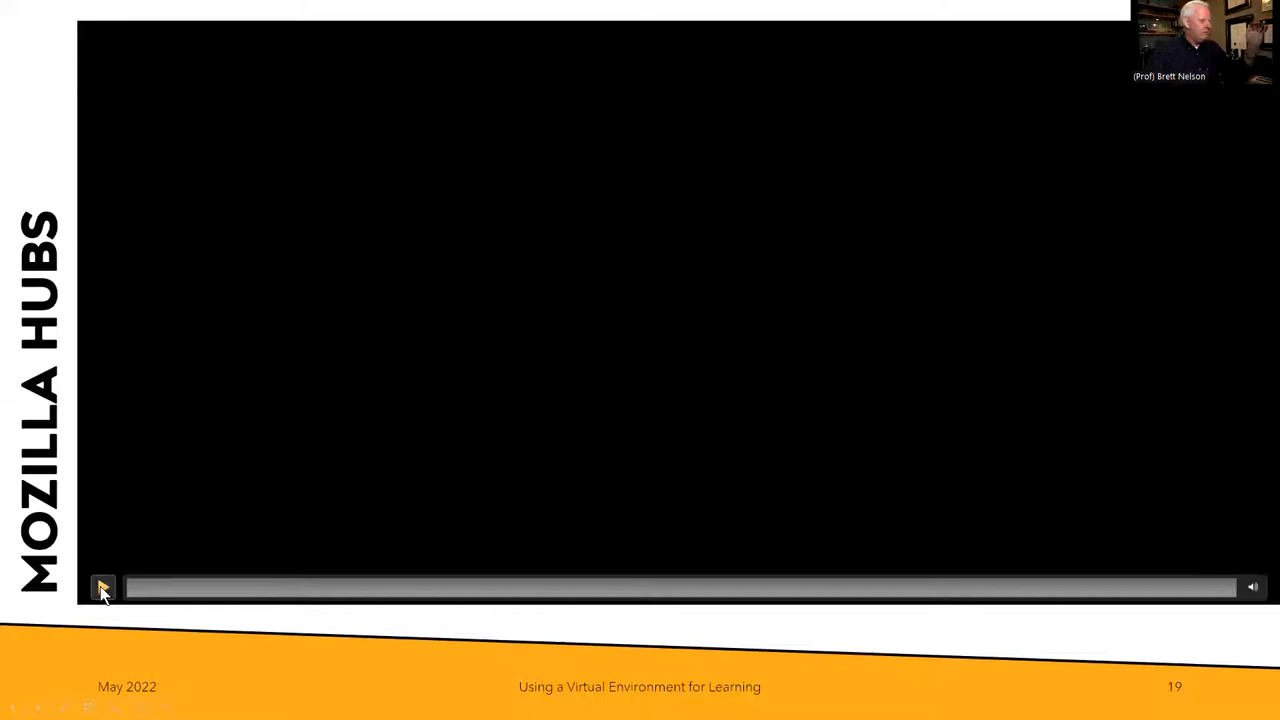 (Prof) Brett Nelson
MOZILLA HUBS
May 2022
Using a Virtual Environment for Learning
19